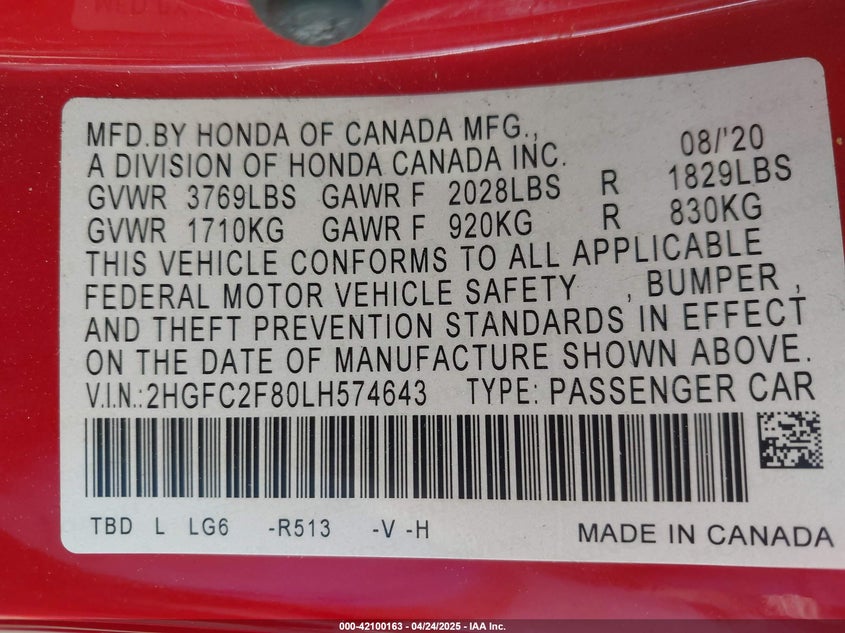 MFD.BY HONDA OF CANADA MFG., 08/'20
A DIVISION OF HONDA CANADA INC.
GVWR 3769LBS GAWR F 2028LBS R 1829LBS
GVWR 1710KG GAWR F 920KG R 830KG
THIS VEHICLE CONFORMS TO ALL APPLICABLE
FEDERAL MOTOR VEHICLE SAFETY , BUMPER ,
AND THEFT PREVENTION STANDARDS IN EFFECT
ON THE DATE OF MANUFACTURE SHOWN ABOVE.
V.I.N.:2HGFC2F80LH574643 TYPE: PASSENGER CAR
TBD L LG6 -R513 -V -H MADE IN CANADA
000-42100163 - 04/24/2025 - IAA Inc.